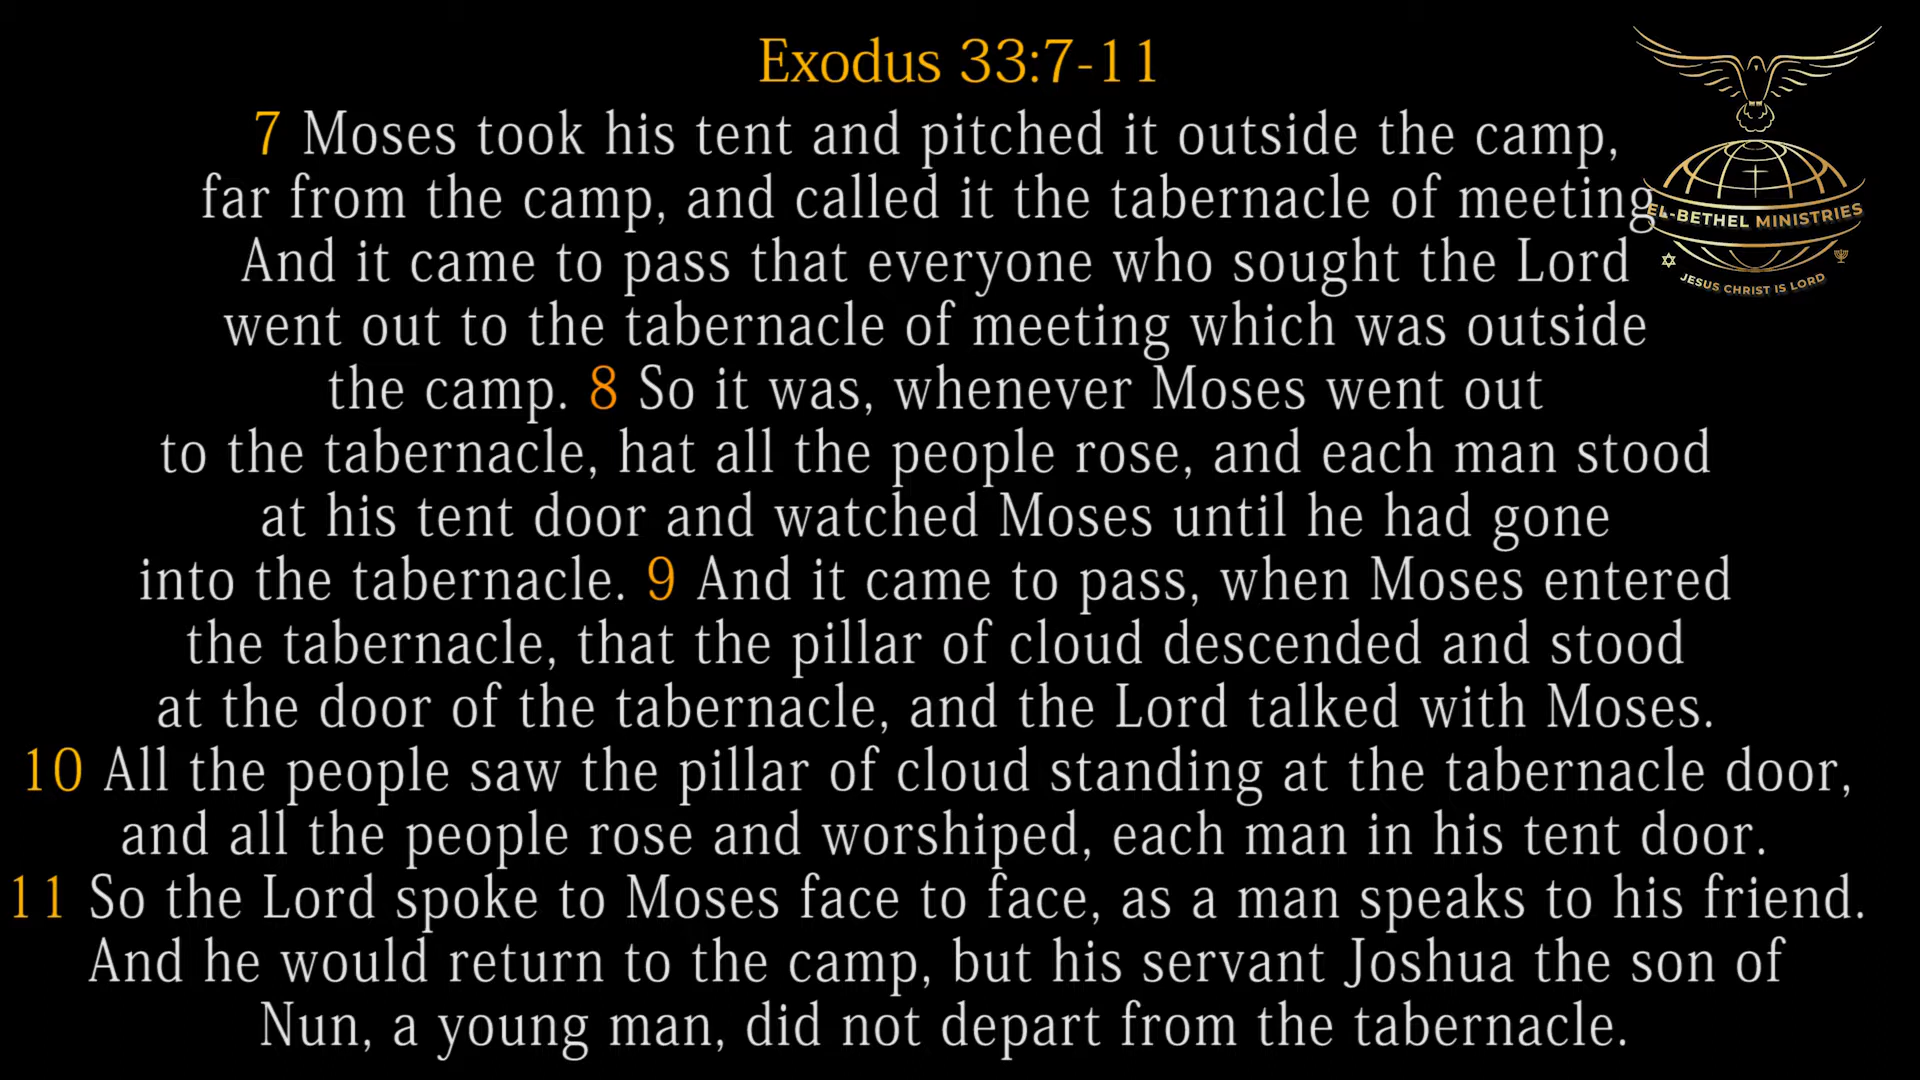 Exodus 33:7-11
7 Moses took his tent and pitched it outside the camp,
far from the camp, and called it the tabernacle of meeting
And it came to pass that everyone who sought the Lord
went out to the tabernacle of meeting which was outside
the camp. 8 So it was, whenever Moses went out
to the tabernacle, hat all the people rose, and each man stood
at his tent door and watched Moses until he had gone
into the tabernacle. 9 And it came to pass, when Moses entered
the tabernacle, that the pillar of cloud descended and stood
at the door of the tabernacle, and the Lord talked with Moses.
10 All the people saw the pillar of cloud standing at the tabernacle door,
and all the people rose and worshiped, each man in his tent door.
11 So the Lord spoke to Moses face to face, as a man speaks to his friend.
And he would return to the camp, but his servant Joshua the son of
Nun, a young man, did not depart from the tabernacle.
EL-BETHEL MINISTRIES
JESUS CHRIST IS LORD